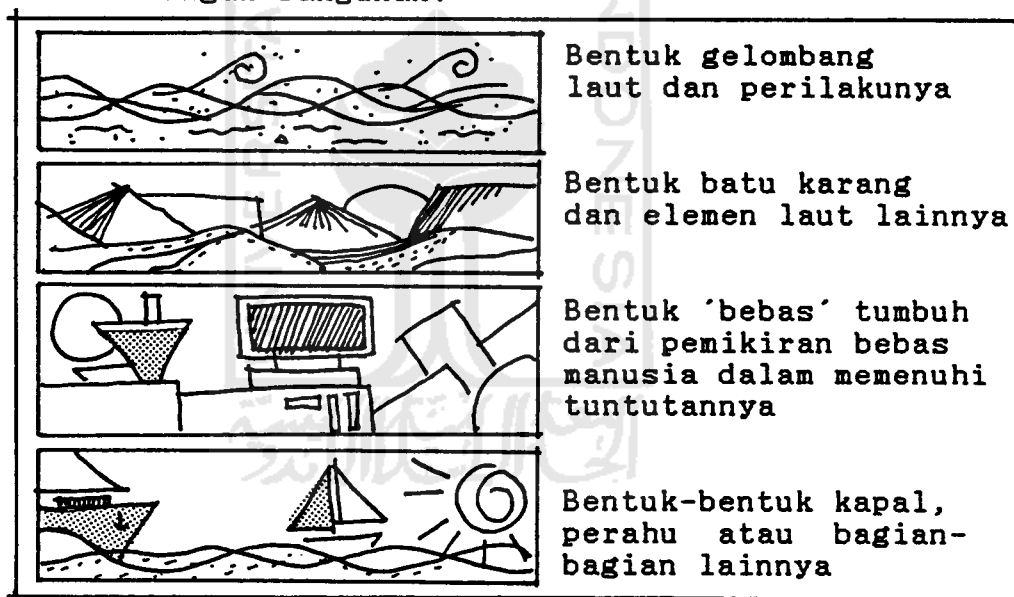 Bentuk gelombang
laut dan perilakunya
Bentuk batu karang
dan elemen laut lainnya
Bentuk 'bebas' tumbuh
dari pemikiran bebas
manusia dalam memenuhi
tuntutannya
Bentuk-bentuk kapal,
perahu atau bagian-
bagian lainnya